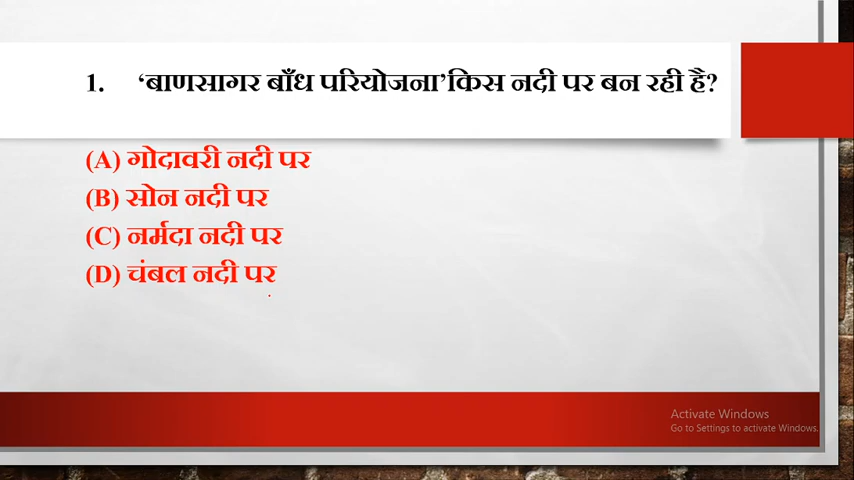 1. ‘बाणसागर बाँध परियोजना’किस नदी पर बन रही है?
(A) गोदावरी नदी पर
(B) सोन नदी पर
(C) नर्मदा नदी पर
(D) चंबल नदी पर
Activate Windows
Go to Settings to activate Windows.